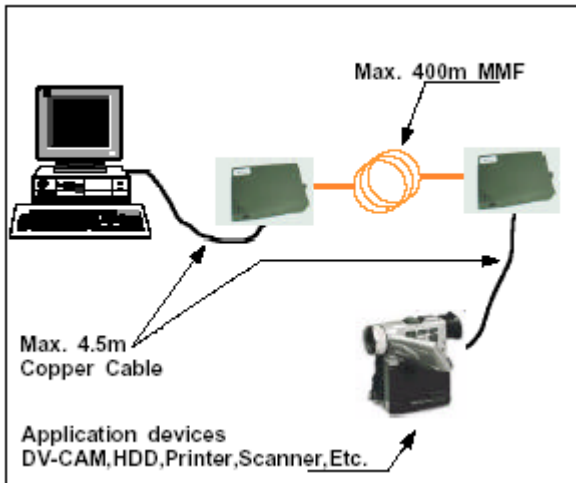 Max. 400m MMF
Max. 4.5m
Copper Cable
Application devices
DV-CAM,HDD,Printer,Scanner,Etc.